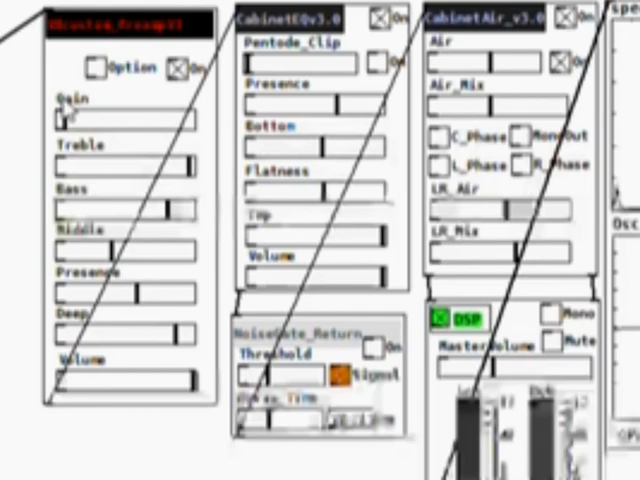 Option
On
Gain
Treble
Bass
Middle
Presence
Deep
Volume
CabinetEQv3.0
On
Pentode_Clip
On
Presence
Bottom
Flatness
Volume
NoiseGate_Return
Threshold
On
Signal
CabinetAir_v3.0
On
Air
On
Air_Mix
C_Phase
MonoOut
L_Phase
R_Phase
LR_Air
LR_Mix
DSP
Mono
MasterVolume
Mute